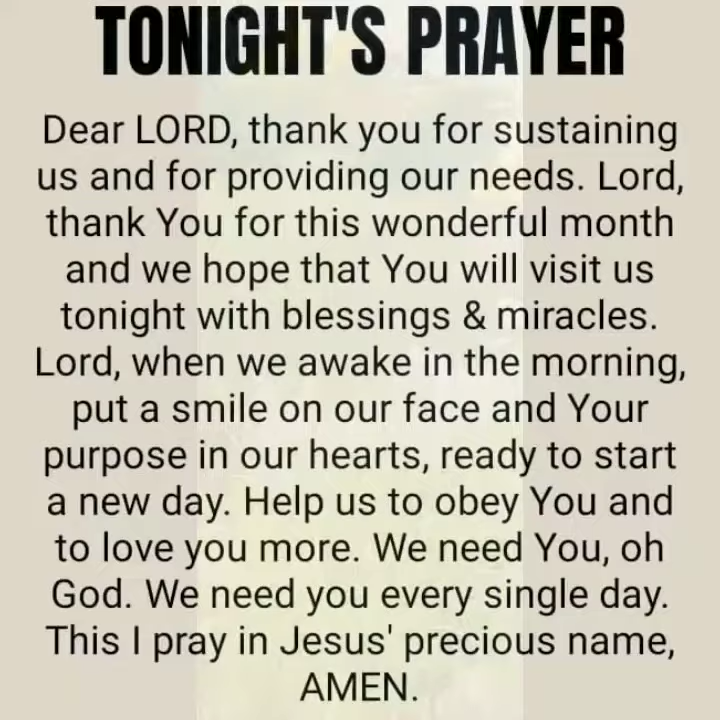 TONIGHT'S PRAYER
Dear LORD, thank you for sustaining
us and for providing our needs. Lord,
thank You for this wonderful month
and we hope that You will visit us
tonight with blessings & miracles.
Lord, when we awake in the morning,
put a smile on our face and Your
purpose in our hearts, ready to start
a new day. Help us to obey You and
to love you more. We need You, oh
God. We need you every single day.
This I pray in Jesus' precious name,
AMEN.